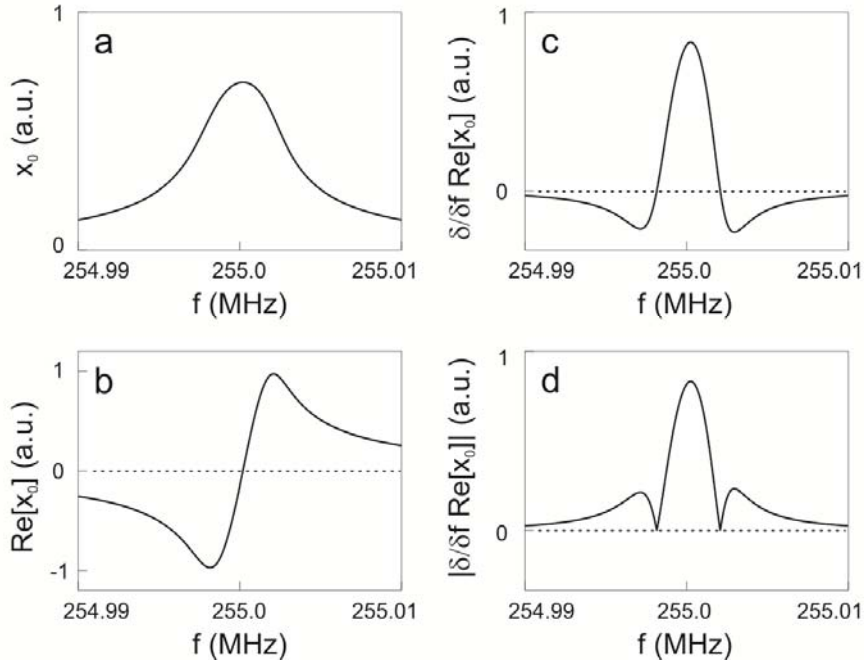 a
1
x₀ (a.u.)
0
254.99 255.0 255.01
f (MHz)
c
1
δ/δf Re[x₀] (a.u.)
0
254.99 255.0 255.01
f (MHz)
b
1
Re[x₀] (a.u.)
0
-1
254.99 255.0 255.01
f (MHz)
d
1
|δ/δf Re[x₀]| (a.u.)
0
254.99 255.0 255.01
f (MHz)